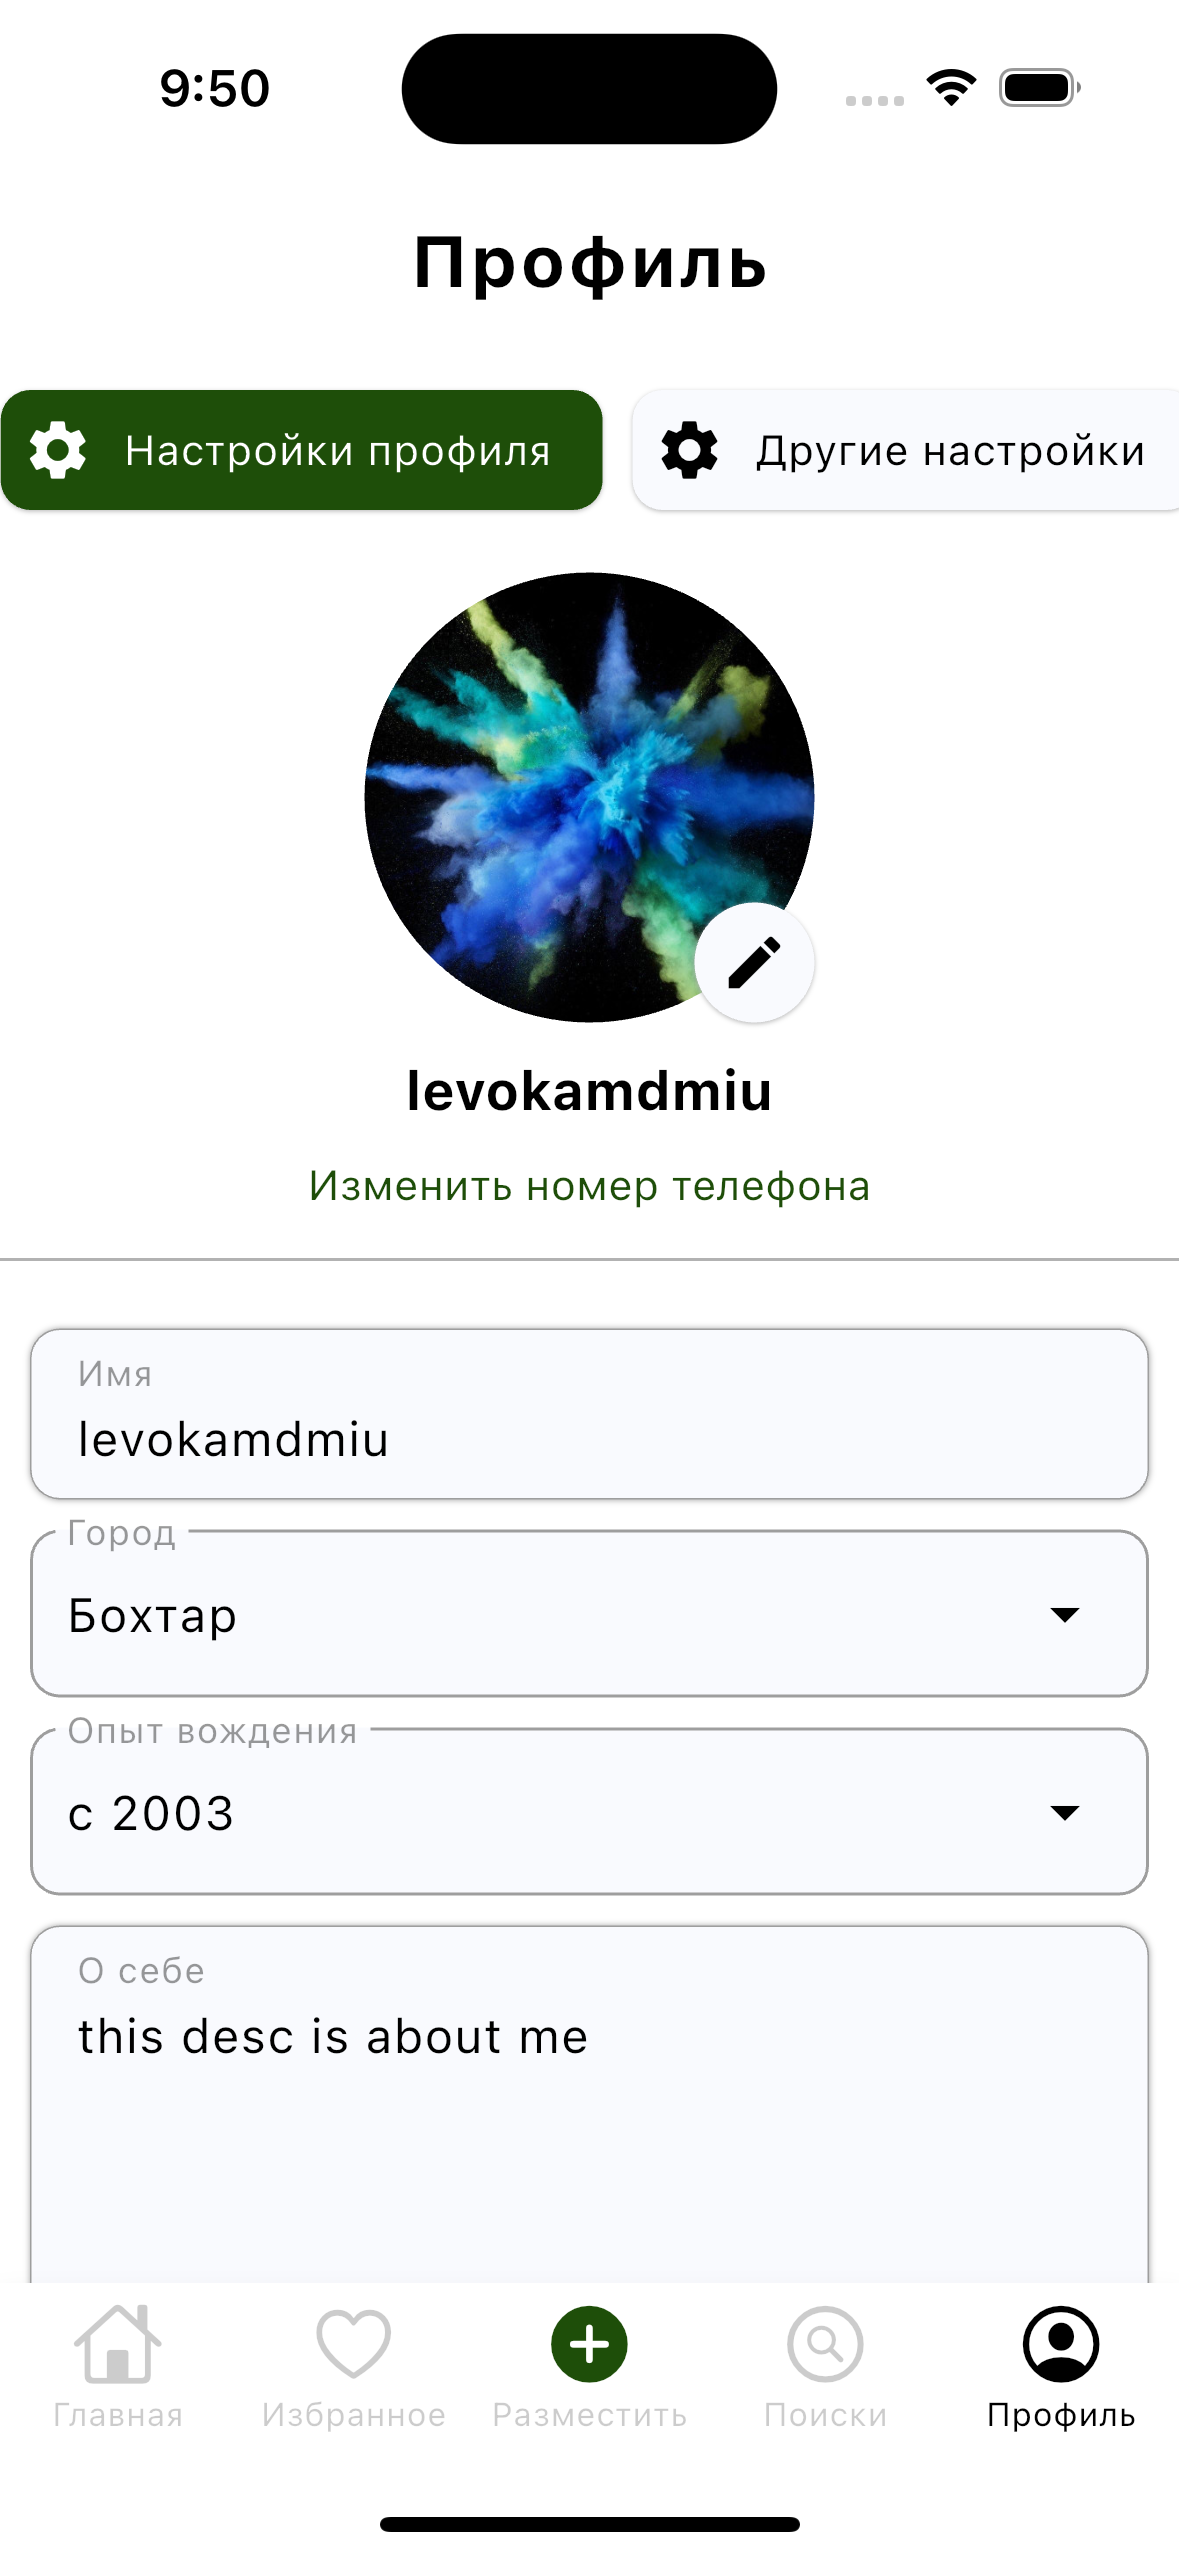 9:50
Профиль
Настройки профиля
Другие настройки
levokamdmiu
Изменить номер телефона
Имя
levokamdmiu
Город
Бохтар
Опыт вождения
с 2003
О себе
this desc is about me
Главная
Избранное
Разместить
Поиски
Профиль